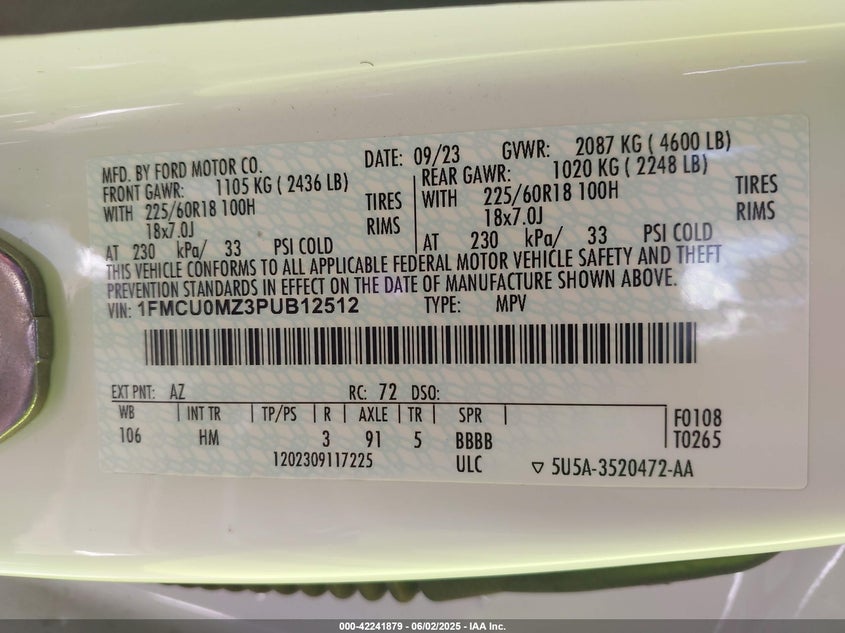 MFD. BY FORD MOTOR CO. DATE: 09/23 GVWR: 2087 KG ( 4600 LB)
FRONT GAWR: 1105 KG ( 2436 LB) REAR GAWR: 1020 KG ( 2248 LB)
WITH 225/60R18 100H TIRES WITH 225/60R18 100H TIRES
18x7.0J RIMS 18x7.0J RIMS
AT 230 kPa/ 33 PSI COLD AT 230 kPa/ 33 PSI COLD
THIS VEHICLE CONFORMS TO ALL APPLICABLE FEDERAL MOTOR VEHICLE SAFETY AND THEFT
PREVENTION STANDARDS IN EFFECT ON THE DATE OF MANUFACTURE SHOWN ABOVE.
VIN: 1FMCU0MZ3PUB12512 TYPE: MPV
EXT PNT: AZ RC: 72 DSO:
WB INT TR TP/PS R AXLE TR SPR F0108
106 HM 3 91 5 BBBB T0265
1202309117225 ULC ▽ 5U5A-3520472-AA
000-42241879 - 06/02/2025 - IAA Inc.